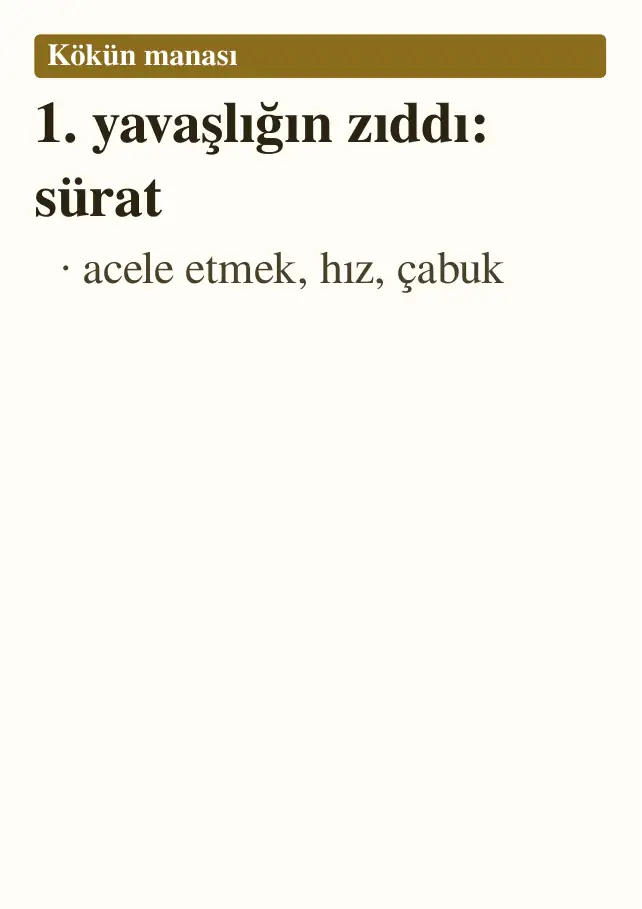 Kökün manası
1. yavaşlığın zıddı:
sürat
· acele etmek, hız, çabuk